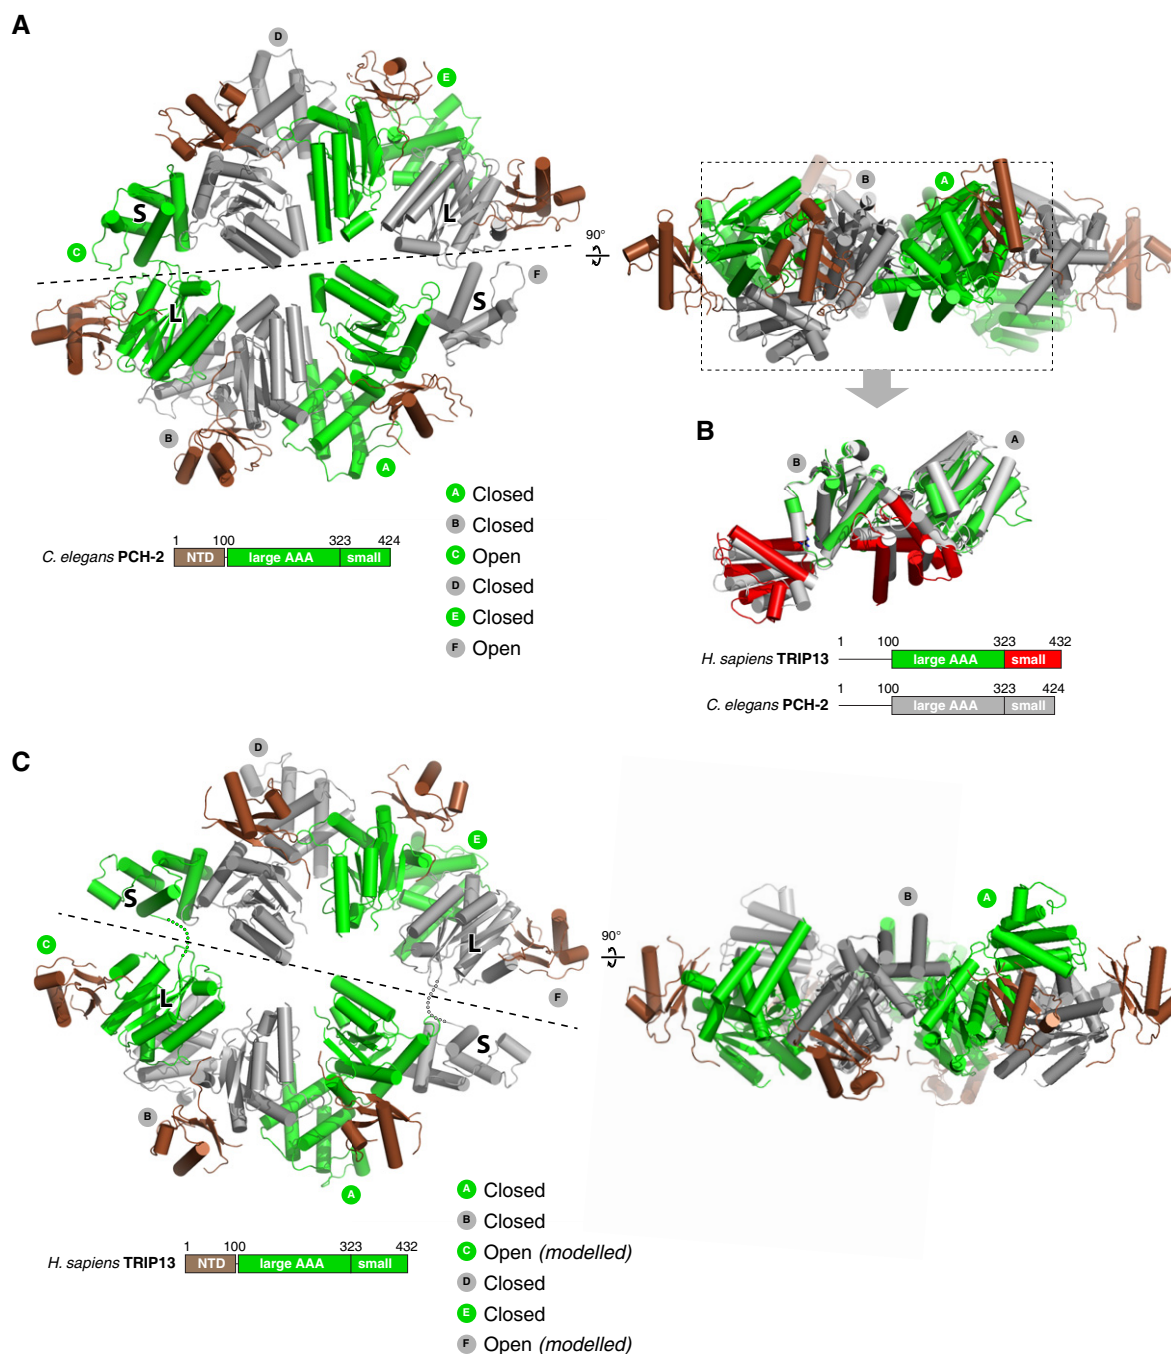 A
D
E
S
L
C
F
S
L
B
A
90°
B
A
A Closed
B Closed
C Open
D Closed
E Closed
F Open
1 100 323 424
C. elegans PCH-2 NTD large AAA small
B
B
A
1 100 323 432
H. sapiens TRIP13 large AAA small
1 100 323 424
C. elegans PCH-2 large AAA small
C
D
E
S
C
L
L
F
S
B
A
90°
B
A
A Closed
B Closed
C Open (modelled)
D Closed
E Closed
F Open (modelled)
1 100 323 432
H. sapiens TRIP13 NTD large AAA small